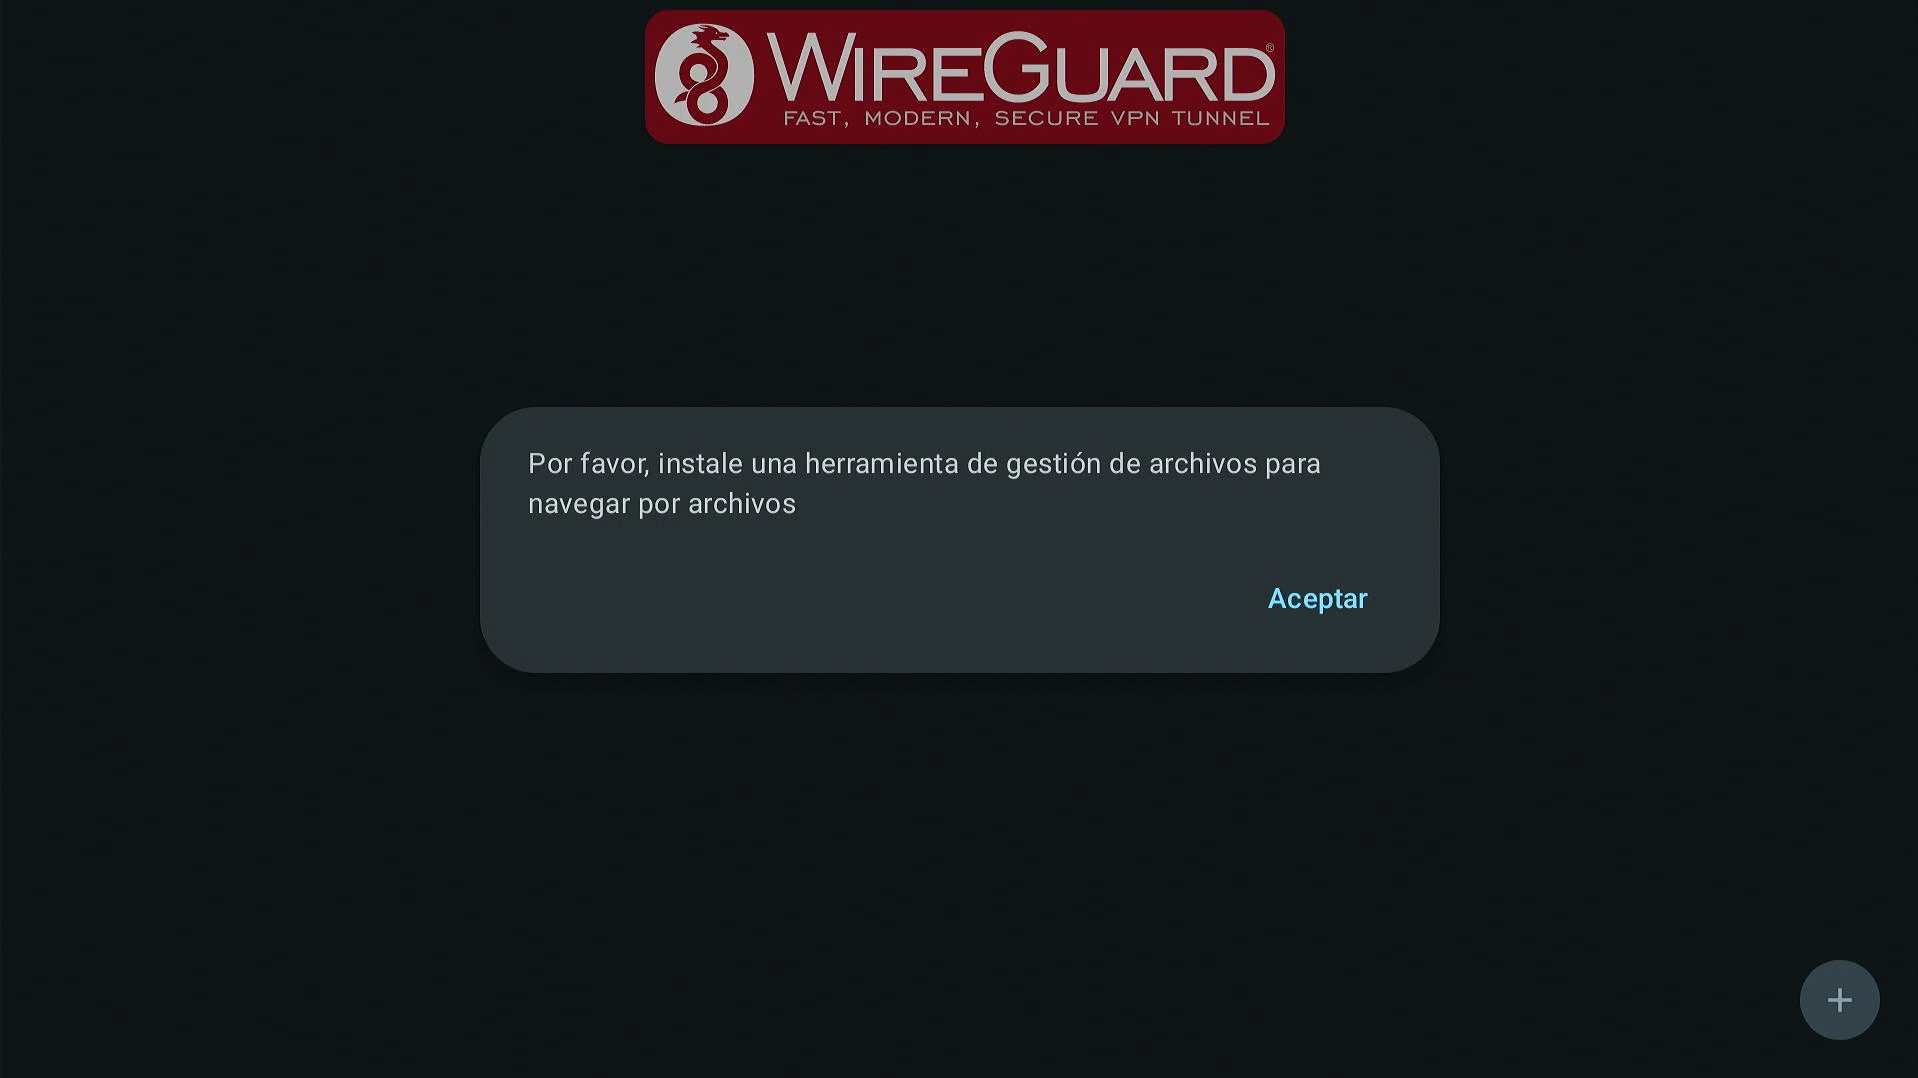 WIREGUARD®
FAST, MODERN, SECURE VPN TUNNEL
Por favor, instale una herramienta de gestión de archivos para
navegar por archivos
Aceptar
+